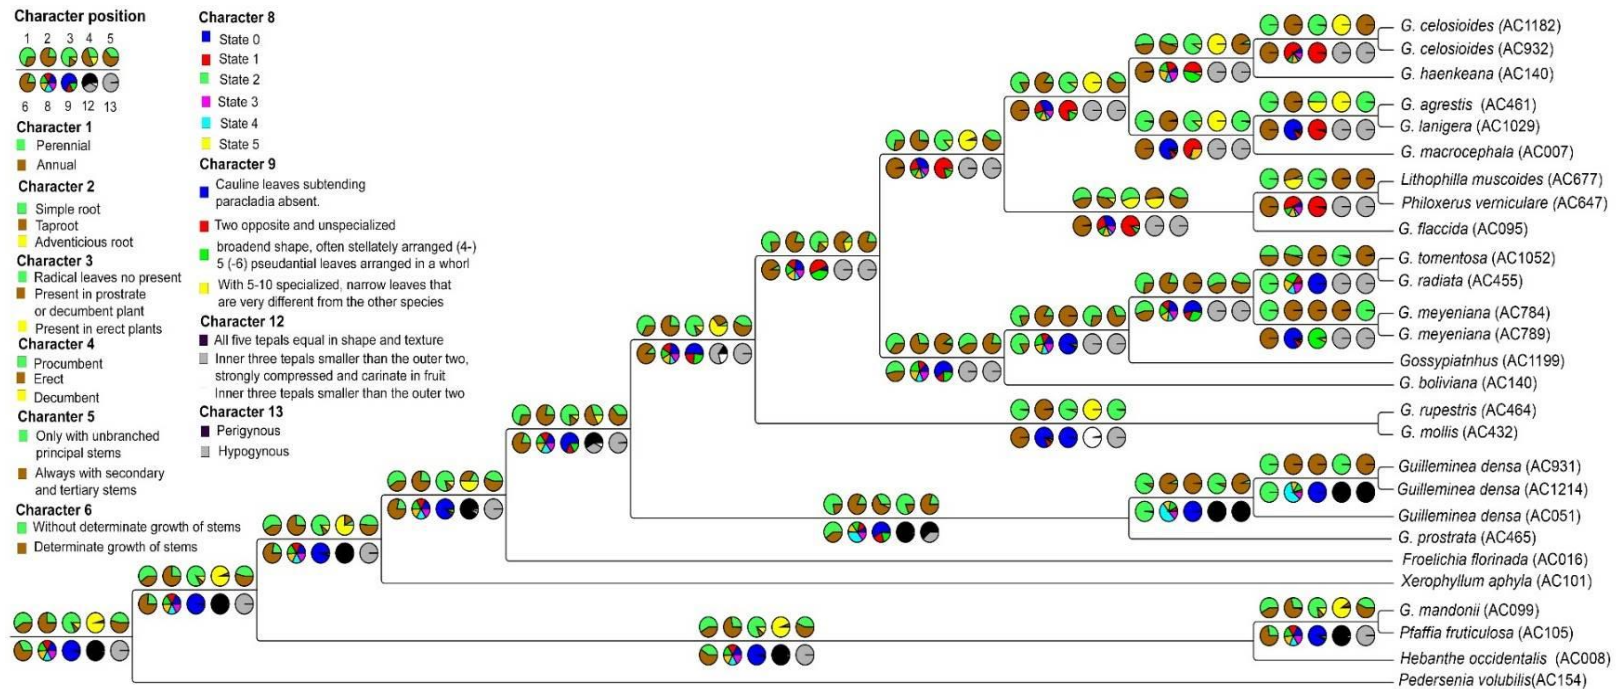 Character position
1 2 3 4 5
6 8 9 12 13
Character 1
Perennial
Annual
Character 2
Simple root
Taproot
Adventicious root
Character 3
Radical leaves no present
Present in prostrate
or decumbent plant
Present in erect plants
Character 4
Procumbent
Erect
Decumbent
Charanter 5
Only with unbranched
principal stems
Always with secondary
and tertiary stems
Character 6
Without determinate growth of stems
Determinate growth of stems
Character 8
State 0
State 1
State 2
State 3
State 4
State 5
Character 9
Cauline leaves subtending
paracladia absent.
Two opposite and unspecialized
broadend shape, often stellately arranged (4-)
5 (-6) pseudantial leaves arranged in a whorl
With 5-10 specialized, narrow leaves that
are very different from the other species
Character 12
All five tepals equal in shape and texture
Inner three tepals smaller than the outer two,
strongly compressed and carinate in fruit
Inner three tepals smaller than the outer two
Character 13
Perigynous
Hypogynous
G. celosioides (AC1182)
G. celosioides (AC932)
G. haenkeana (AC140)
G. agrestis (AC461)
G. lanigera (AC1029)
G. macrocephala (AC007)
Lithophilla muscoides (AC677)
Philoxerus verniculare (AC647)
G. flaccida (AC095)
G. tomentosa (AC1052)
G. radiata (AC455)
G. meyeniana (AC784)
G. meyeniana (AC789)
Gossypiatnhus (AC1199)
G. boliviana (AC140)
G. rupestris (AC464)
G. mollis (AC432)
Guilleminea densa (AC931)
Guilleminea densa (AC1214)
Guilleminea densa (AC051)
G. prostrata (AC465)
Froelichia florinada (AC016)
Xerophyllum aphyla (AC101)
G. mandonii (AC099)
Pfaffia fruticulosa (AC105)
Hebanthe occidentalis (AC008)
Pedersenia volubilis(AC154)